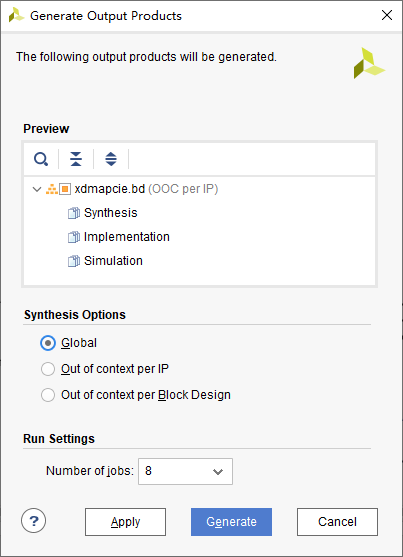 Generate Output Products
The following output products will be generated.
Preview
xdmapcie.bd (OOC per IP)
Synthesis
Implementation
Simulation
Synthesis Options
Global
Out of context per IP
Out of context per Block Design
Run Settings
Number of jobs: 8
? Apply Generate Cancel